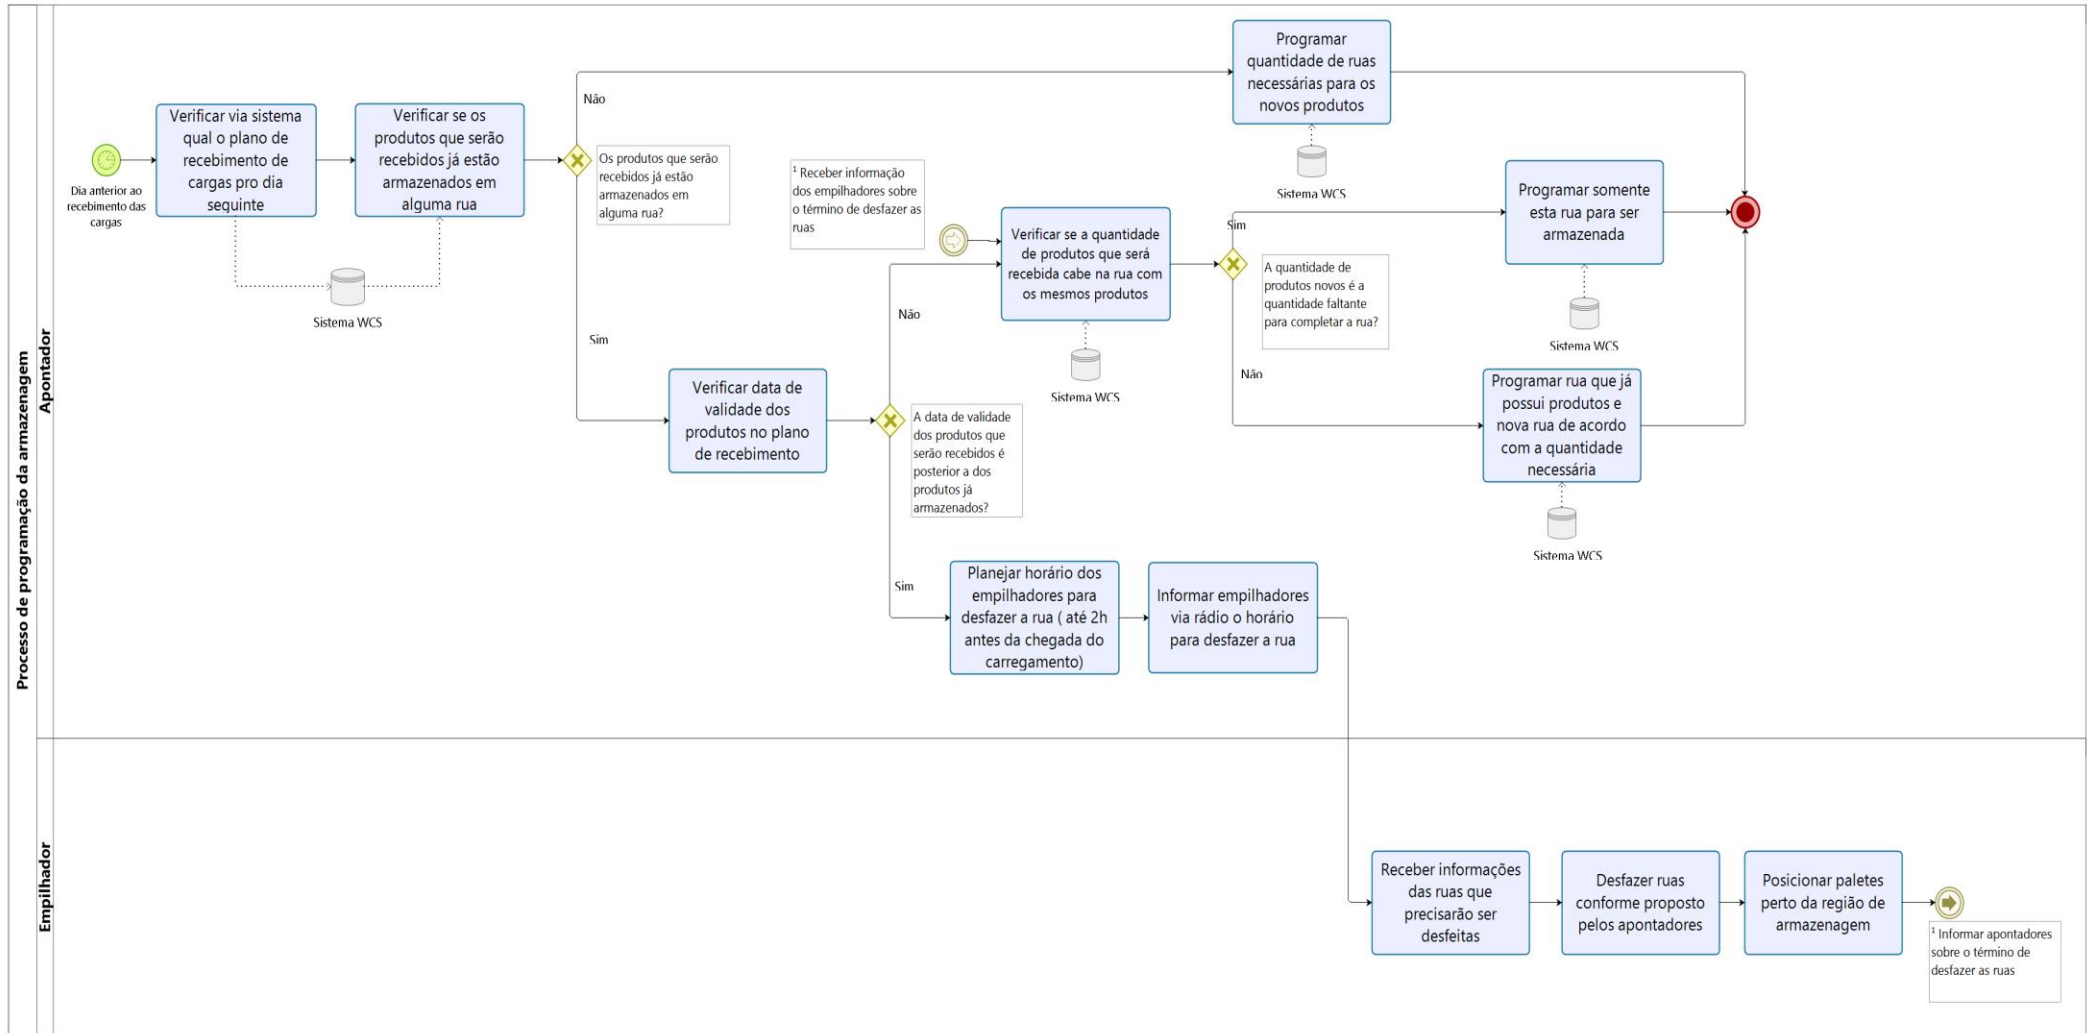 Processo de programação da armazenagem
Apontador
Dia anterior ao
recebimento das
cargas
Verificar via sistema
qual o plano de
recebimento de
cargas pro dia
seguinte
Sistema WCS
Verificar se os
produtos que serão
recebidos já estão
armazenados em
alguma rua
Não
Os produtos que serão
recebidos já estão
armazenados em
alguma rua?
Sim
Programar
quantidade de ruas
necessárias para os
novos produtos
Sistema WCS
Verificar data de
validade dos
produtos no plano
de recebimento
Não
A data de validade
dos produtos que
serão recebidos é
posterior a dos
produtos já
armazenados?
Sim
¹ Receber informação
dos empilhadores sobre
o término de desfazer as
ruas
Verificar se a quantidade
de produtos que será
recebida cabe na rua com
os mesmos produtos
Sistema WCS
Sim
A quantidade de
produtos novos é a
quantidade faltante
para completar a rua?
Não
Programar somente
esta rua para ser
armazenada
Sistema WCS
Programar rua que já
possui produtos e
nova rua de acordo
com a quantidade
necessária
Sistema WCS
Planejar horário dos
empilhadores para
desfazer a rua ( até 2h
antes da chegada do
carregamento)
Informar empilhadores
via rádio o horário
para desfazer a rua
Empilhador
Receber informações
das ruas que
precisarão ser
desfeitas
Desfazer ruas
conforme proposto
pelos apontadores
Posicionar paletes
perto da região de
armazenagem
¹ Informar apontadores
sobre o término de
desfazer as ruas